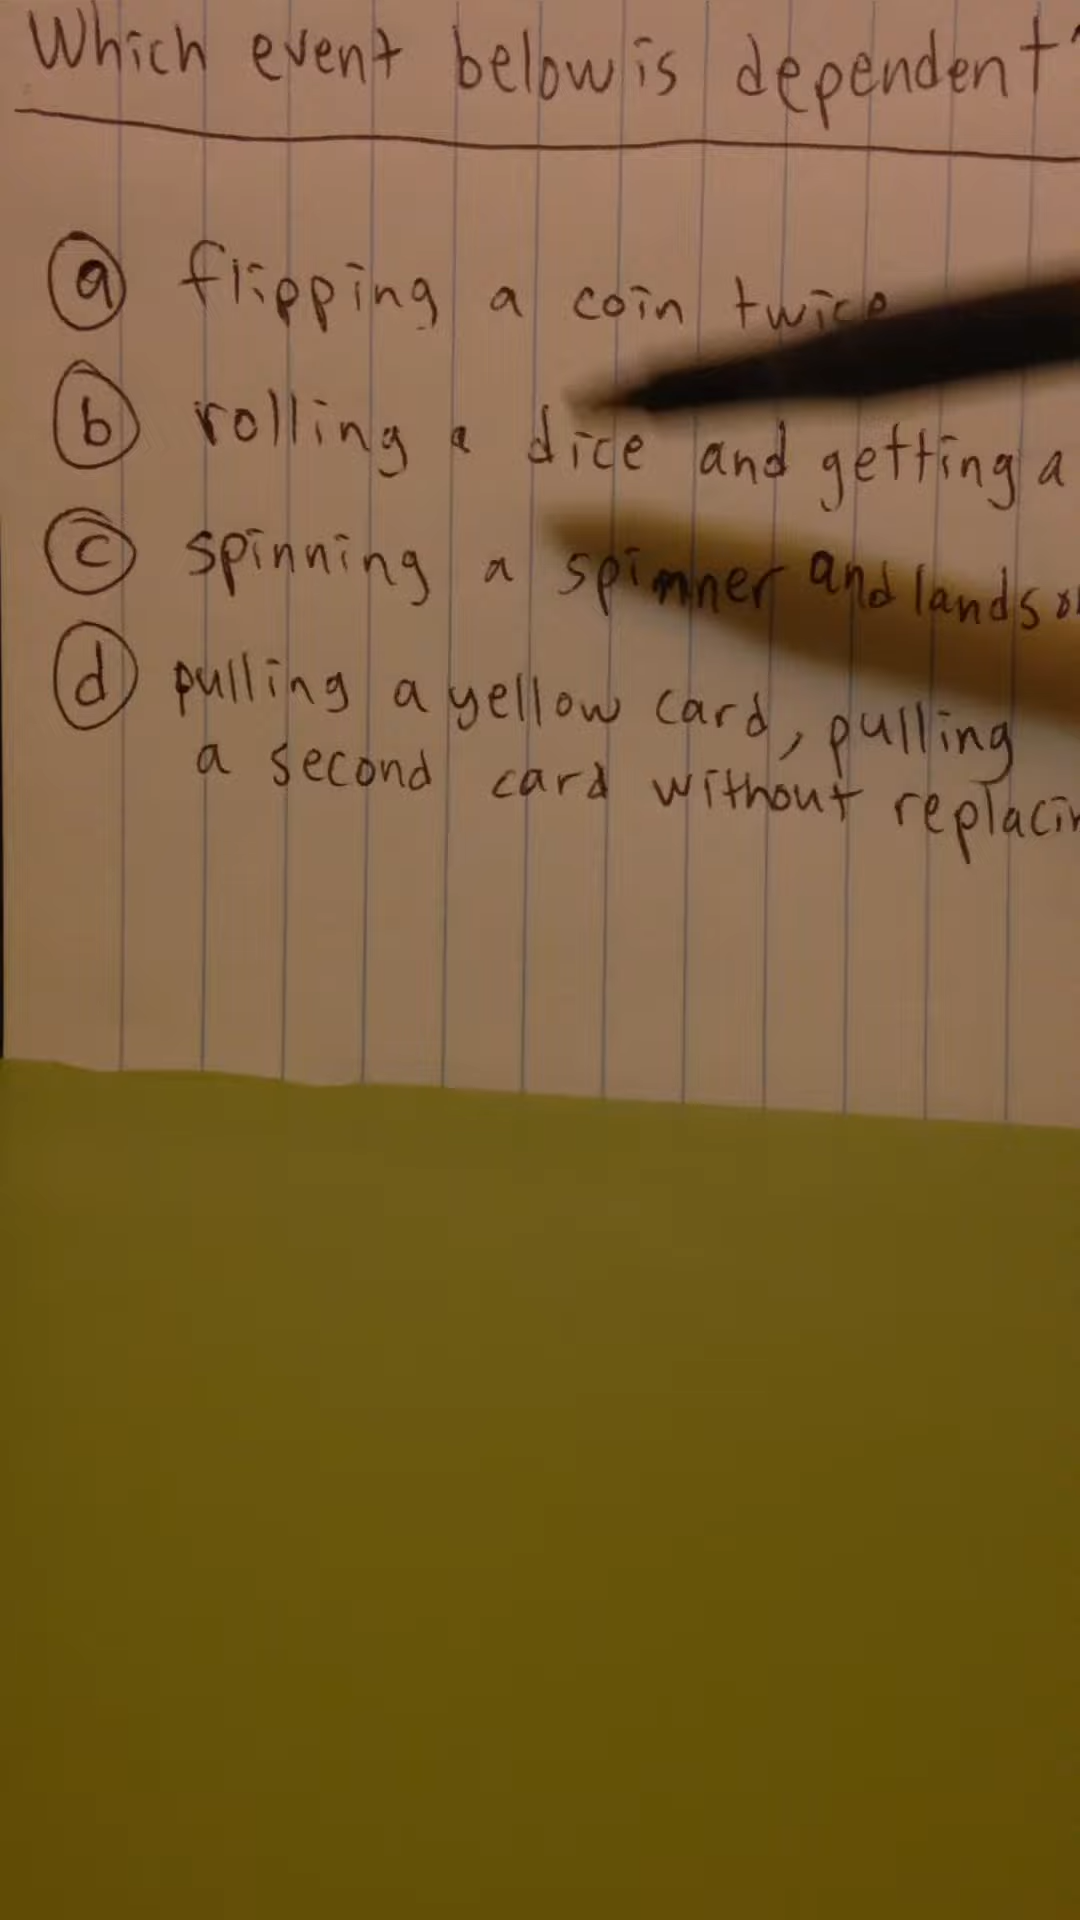 Which event below is dependent
a flipping a coin twice
b rolling a dice and getting a
c spinning a spinner and lands
d pulling a yellow card, pulling
a second card without